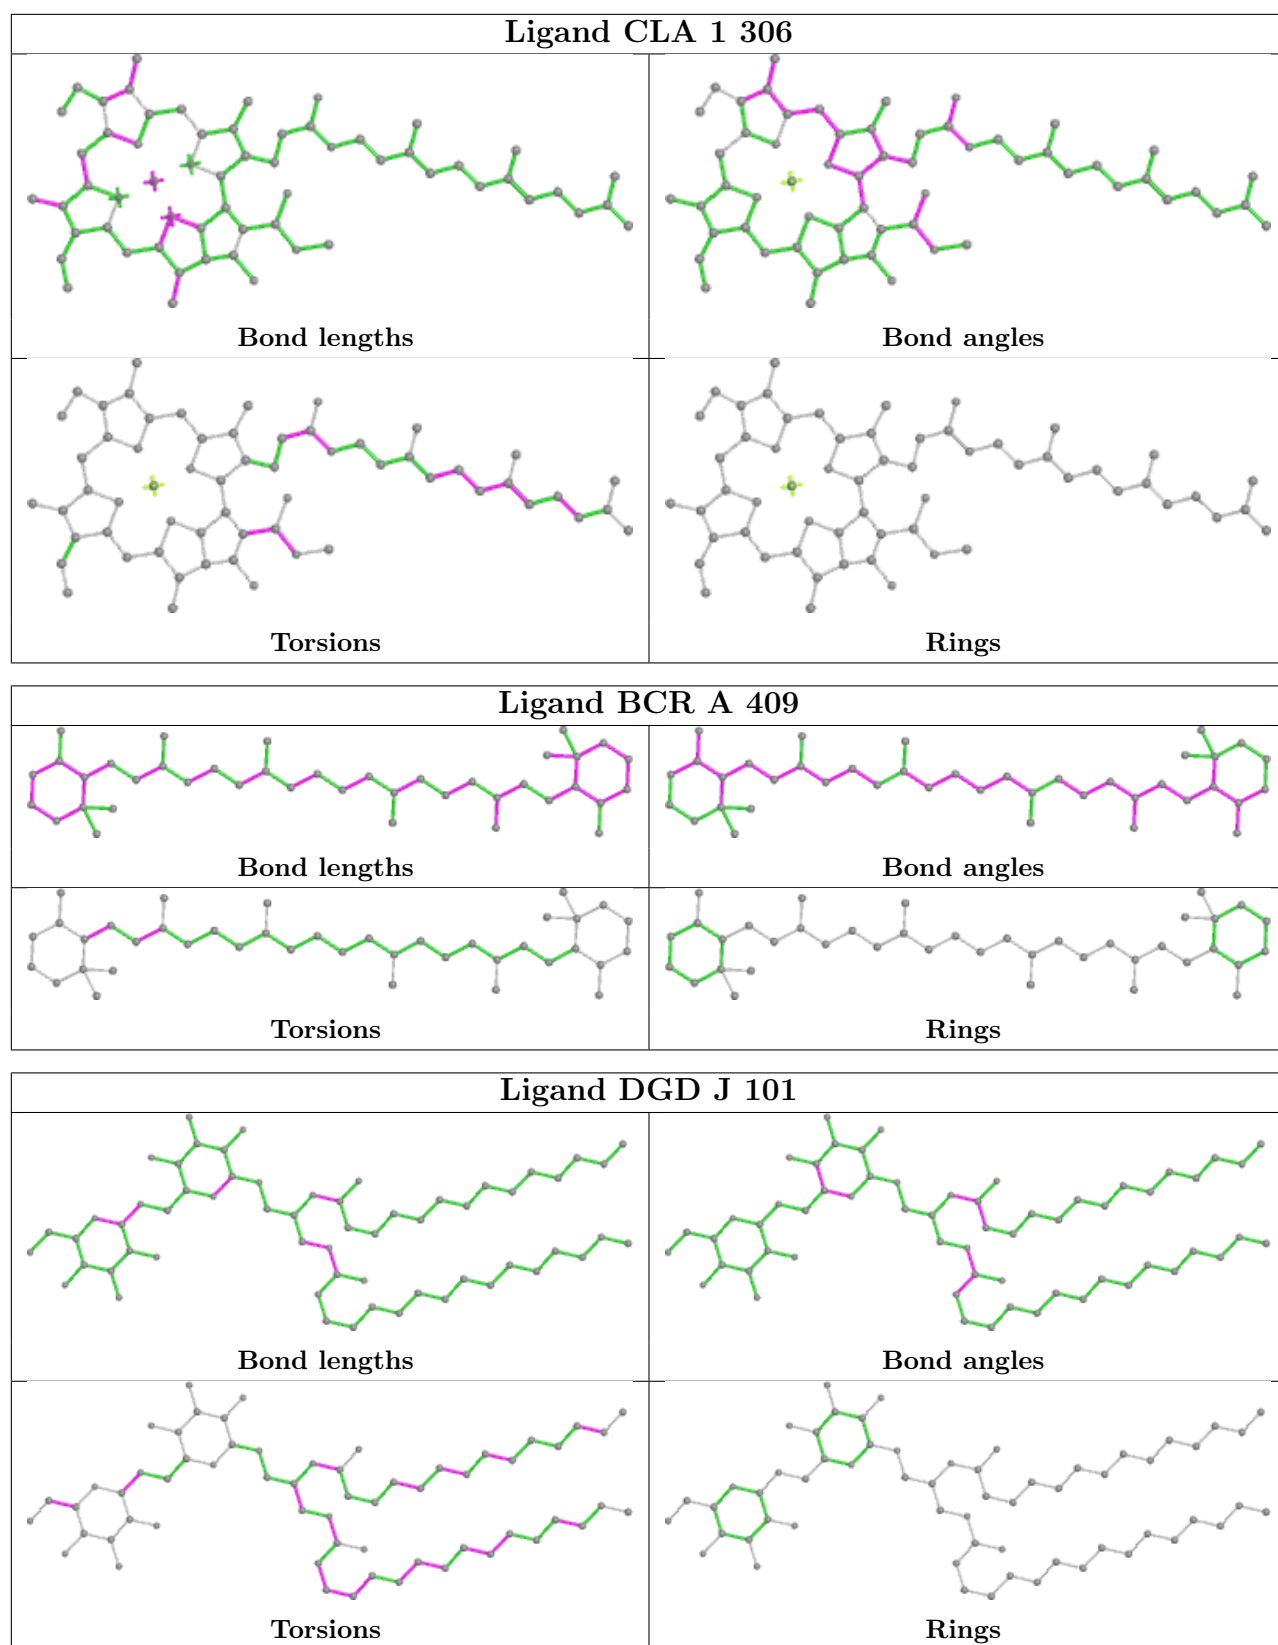 Ligand CLA 1 306
Bond lengths
Bond angles
Torsions
Rings
Ligand BCR A 409
Bond lengths
Bond angles
Torsions
Rings
Ligand DGD J 101
Bond lengths
Bond angles
Torsions
Rings